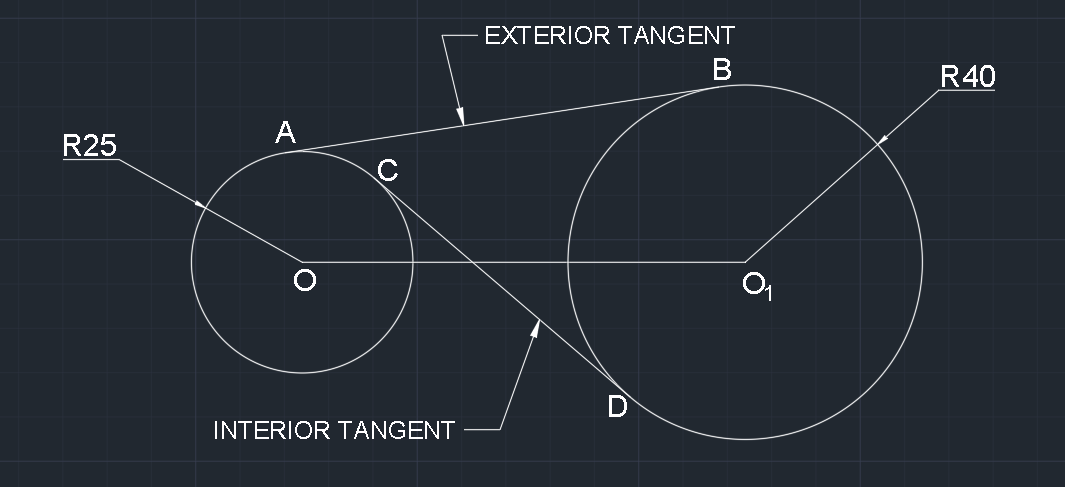 EXTERIOR TANGENT
B
R40
A
R25
C
O
O1
D
INTERIOR TANGENT